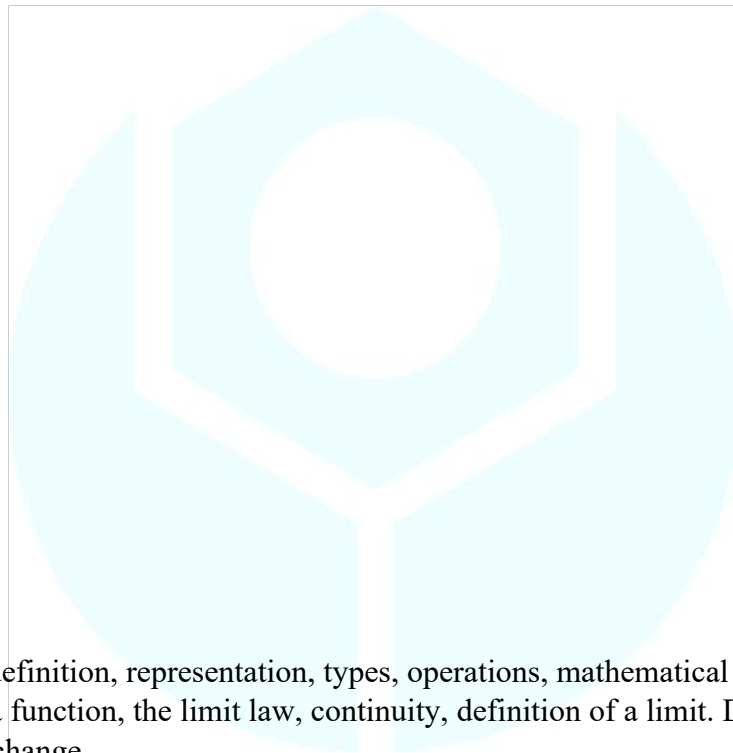 efinition, representation, types, operations, mathematical
function, the limit law, continuity, definition of a limit.
change